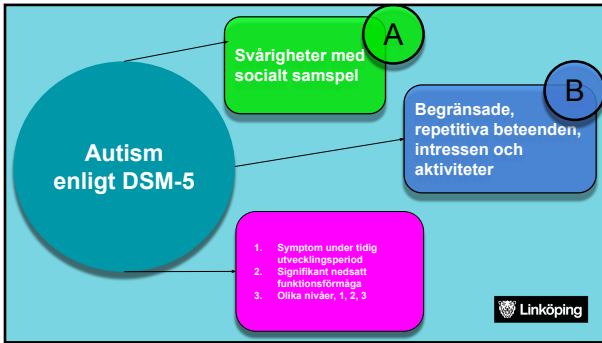 A
Svårigheter med
socialt samspel
B
Begränsade,
repetitiva beteenden,
intressen och
aktiviteter
Autism
enligt DSM-5
1. Symptom under tidig
utvecklingsperiod
2. Signifikant nedsatt
funktionsförmåga
3. Olika nivåer, 1, 2, 3
Linköping